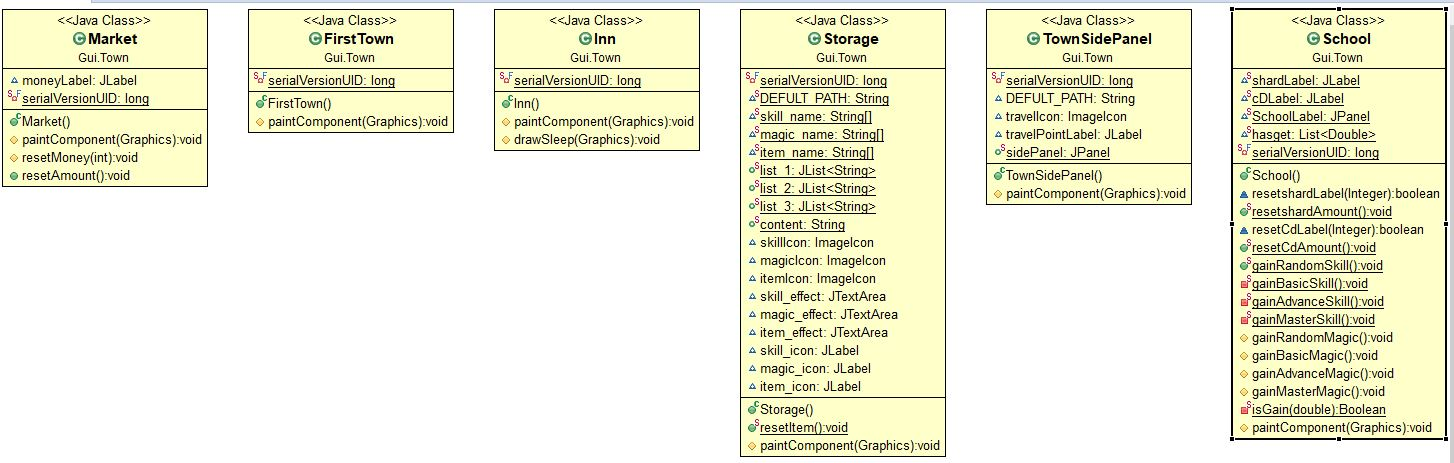 <<Java Class>>
Market
Gui.Town
moneyLabel: JLabel
serialVersionUID: long
Market()
paintComponent(Graphics):void
resetMoney(int):void
resetAmount():void
<<Java Class>>
FirstTown
Gui.Town
serialVersionUID: long
FirstTown()
paintComponent(Graphics):void
<<Java Class>>
Inn
Gui.Town
serialVersionUID: long
Inn()
paintComponent(Graphics):void
drawSleep(Graphics):void
<<Java Class>>
Storage
Gui.Town
serialVersionUID: long
DEFULT_PATH: String
skill_name: String[]
magic_name: String[]
item_name: String[]
list_1: JList<String>
list_2: JList<String>
list_3: JList<String>
content: String
skillIcon: ImageIcon
magicIcon: ImageIcon
itemIcon: ImageIcon
skill_effect: JTextArea
magic_effect: JTextArea
item_effect: JTextArea
skill_icon: JLabel
magic_icon: JLabel
item_icon: JLabel
Storage()
resetItem():void
paintComponent(Graphics):void
<<Java Class>>
TownSidePanel
Gui.Town
serialVersionUID: long
DEFULT_PATH: String
travelIcon: ImageIcon
travelPointLabel: JLabel
sidePanel: JPanel
TownSidePanel()
paintComponent(Graphics):void
<<Java Class>>
School
Gui.Town
shardLabel: JLabel
cDLabel: JLabel
SchoolLabel: JPanel
hasget: List<Double>
serialVersionUID: long
School()
resetshardLabel(Integer):boolean
resetshardAmount():void
resetCdLabel(Integer):boolean
resetCdAmount():void
gainRandomSkill():void
gainBasicSkill():void
gainAdvanceSkill():void
gainMasterSkill():void
gainRandomMagic():void
gainBasicMagic():void
gainAdvanceMagic():void
gainMasterMagic():void
isGain(double):Boolean
paintComponent(Graphics):void